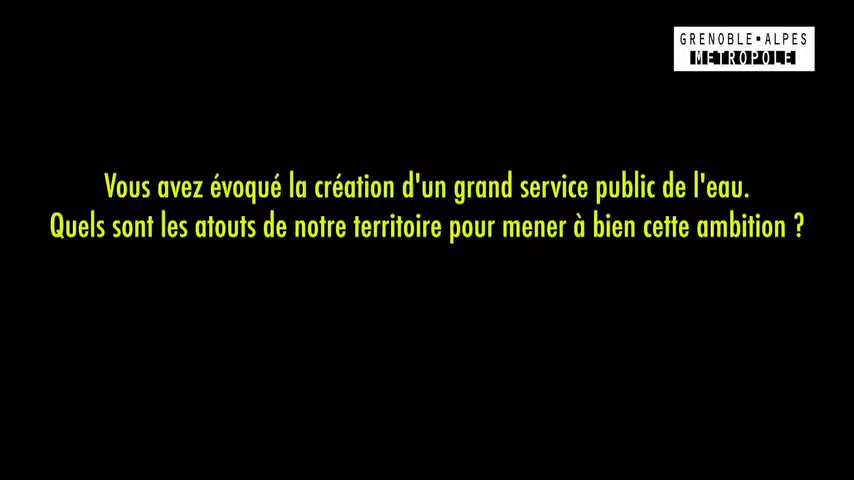 GRENOBLE-ALPES
METROPOLE
Vous avez évoqué la création d'un grand service public de l'eau.
Quels sont les atouts de notre territoire pour mener à bien cette ambition ?